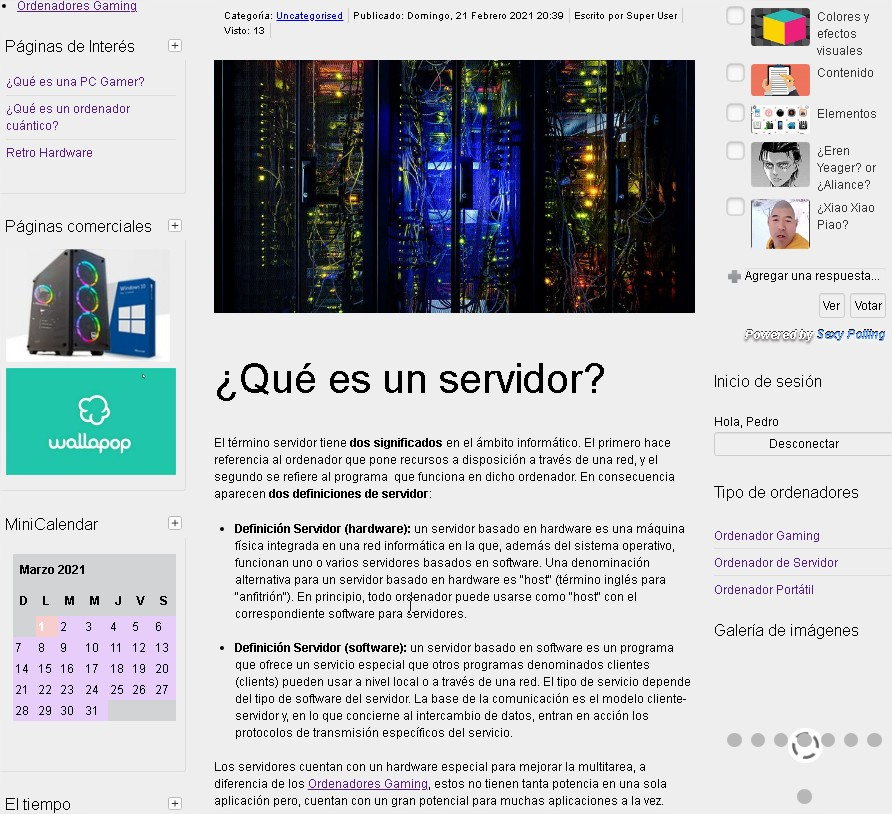 Ordenadores Gaming
Páginas de Interés
¿Qué es una PC Gamer?
¿Qué es un ordenador
cuántico?
Retro Hardware
Páginas comerciales
wallapop
MiniCalendar
Marzo 2021
D L M M J V S
1 2 3 4 5 6
7 8 9 10 11 12 13
14 15 16 17 18 19 20
21 22 23 24 25 26 27
28 29 30 31
El tiempo
Categoría: Uncategorised Publicado: Domingo, 21 Febrero 2021 20:39 Escrito por Super User
Visto: 13
¿Qué es un servidor?
El término servidor tiene dos significados en el ámbito informático. El primero hace
referencia al ordenador que pone recursos a disposición a través de una red, y el
segundo se refiere al programa que funciona en dicho ordenador. En consecuencia
aparecen dos definiciones de servidor:
Definición Servidor (hardware): un servidor basado en hardware es una máquina
física integrada en una red informática en la que, además del sistema operativo,
funcionan uno o varios servidores basados en software. Una denominación
alternativa para un servidor basado en hardware es "host" (término inglés para
"anfitrión"). En principio, todo ordenador puede usarse como "host" con el
correspondiente software para servidores.
Definición Servidor (software): un servidor basado en software es un programa
que ofrece un servicio especial que otros programas denominados clientes
(clients) pueden usar a nivel local o a través de una red. El tipo de servicio depende
del tipo de software del servidor. La base de la comunicación es el modelo cliente-
servidor y, en lo que concierne al intercambio de datos, entran en acción los
protocolos de transmisión específicos del servicio.
Los servidores cuentan con un hardware especial para mejorar la multitarea, a
diferencia de los Ordenadores Gaming, estos no tienen tanta potencia en una sola
aplicación pero, cuentan con un gran potencial para muchas aplicaciones a la vez.
Colores y
efectos
visuales
Contenido
Elementos
¿Eren
Yeager? or
¿Aliance?
¿Xiao Xiao
Piao?
Agregar una respuesta...
Ver Votar
Powered by Sexy Polling
Inicio de sesión
Hola, Pedro
Desconectar
Tipo de ordenadores
Ordenador Gaming
Ordenador de Servidor
Ordenador Portátil
Galería de imágenes